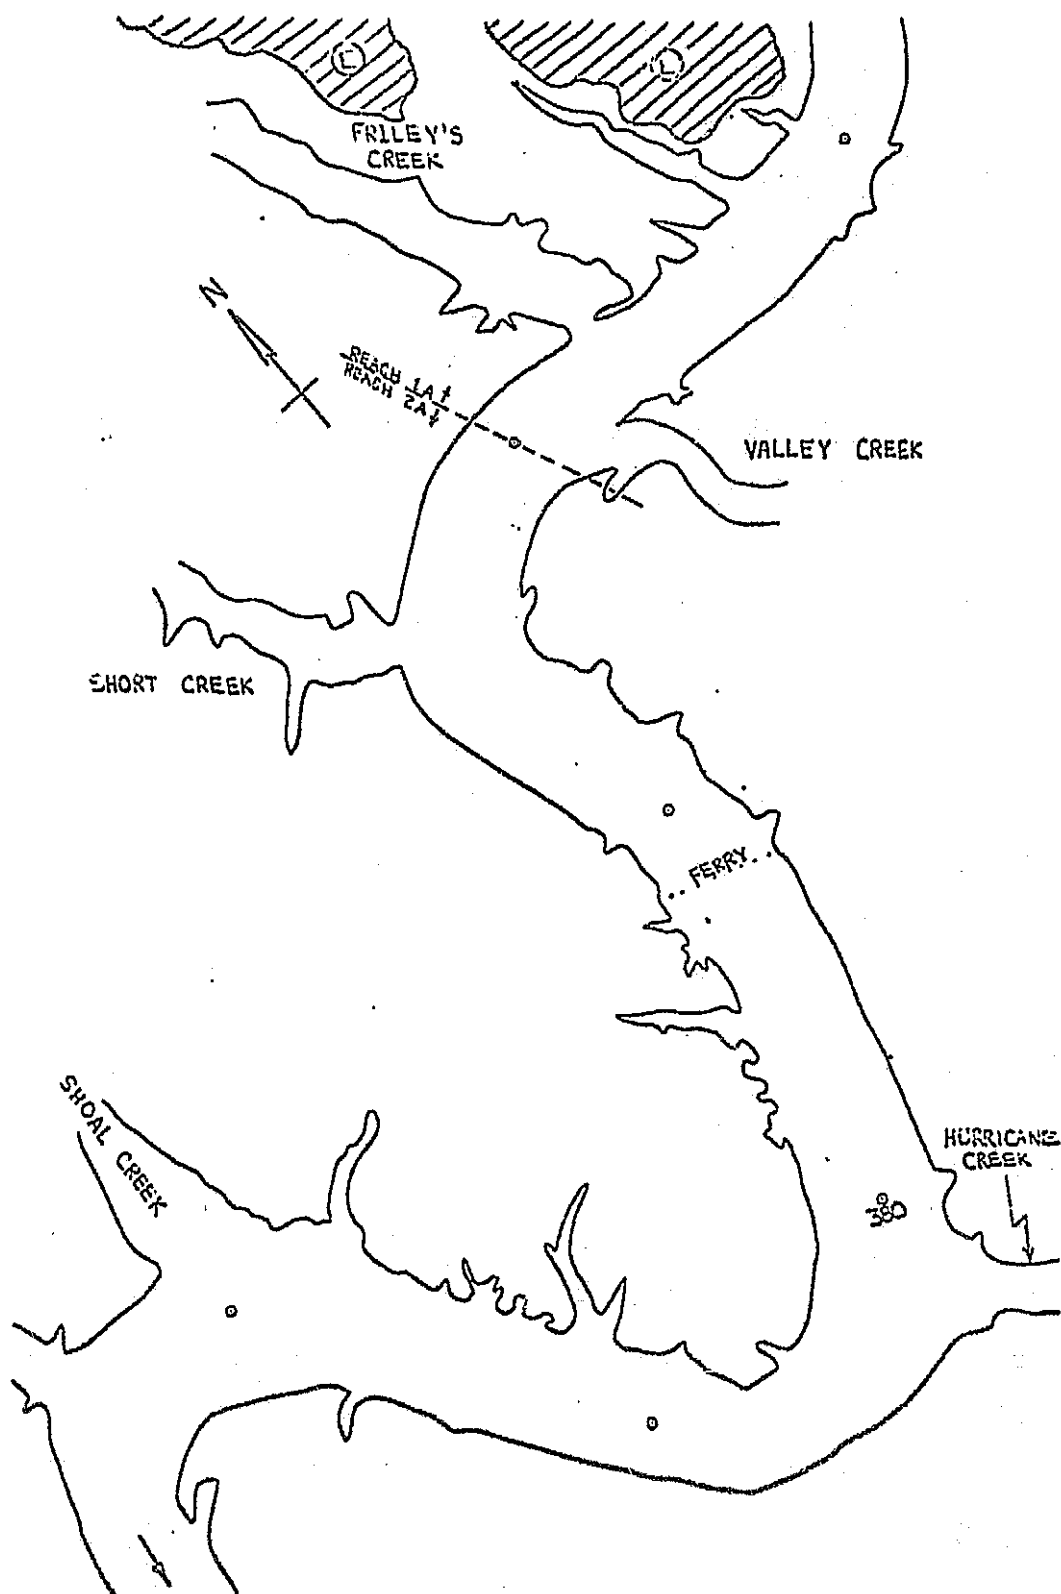 L
L
FRILEY'S
CREEK
N
REACH 1A
REACH 2A
VALLEY CREEK
SHORT CREEK
FERRY
SHOAL CREEK
HURRICANE
CREEK
380